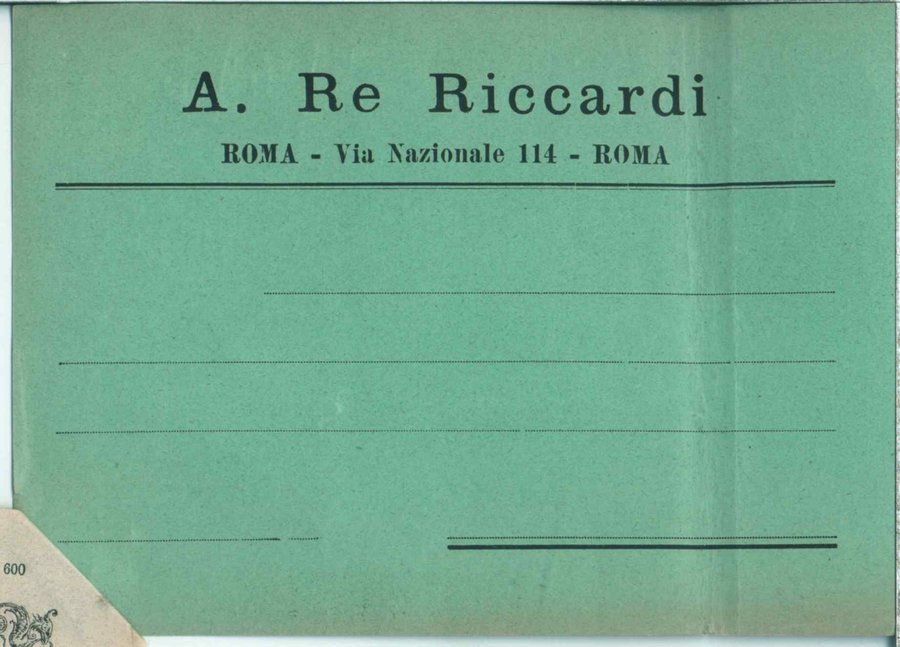 A. Re Riccardi
ROMA - Via Nazionale 114 - ROMA
600